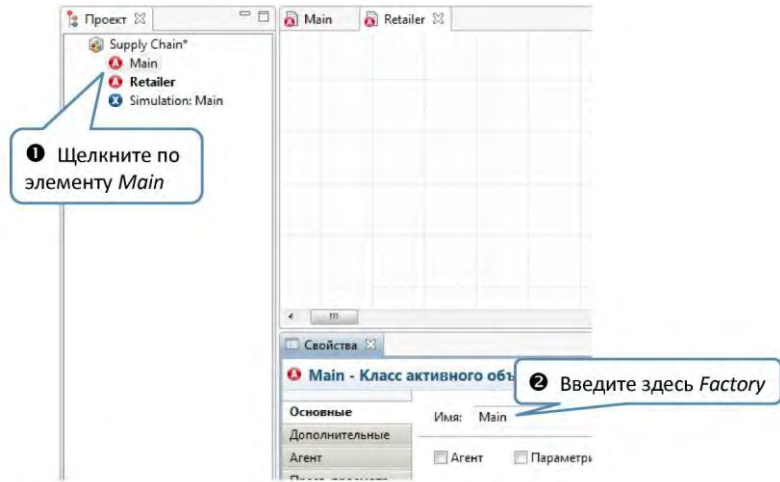 Проект
Main
Retailer
Supply Chain*
Main
Retailer
Simulation: Main
❶ Щелкните по
элементу Main
Свойства
Main - Класс активного объ
❷ Введите здесь Factory
Основные
Имя: Main
Дополнительные
Агент
Агент
Параметри